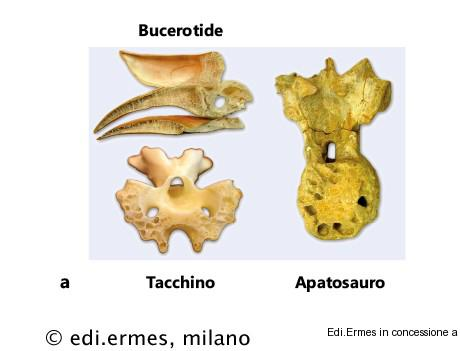 Bucerotide
a Tacchino Apatosauro
© edi.ermes, milano
Edi.Ermes in concessione a